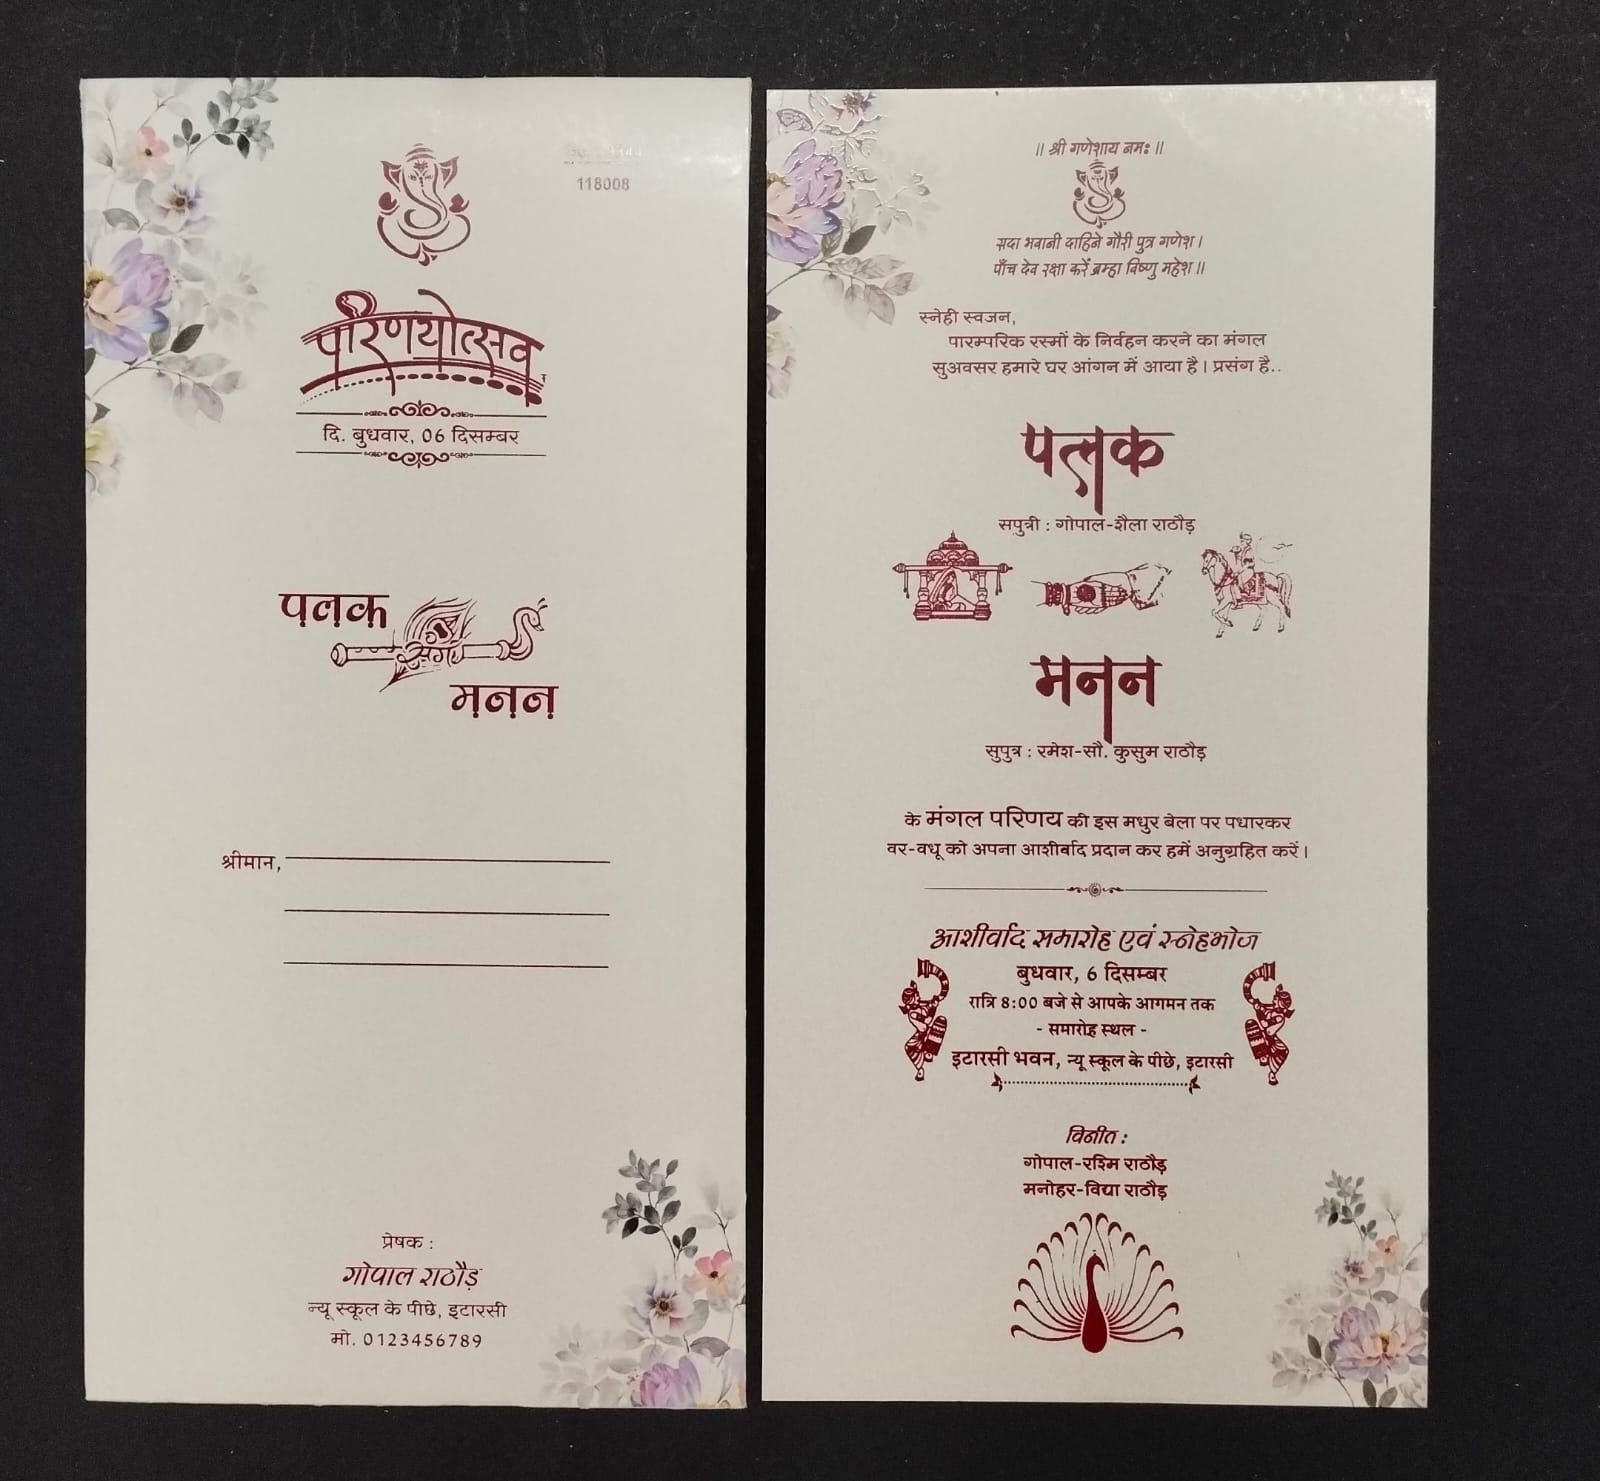 118008
परिणयोत्सव
दि. बुधवार, 06 दिसम्बर
पलक
संग
मनन
श्रीमान,
प्रेषक :
गोपाल राठौड़
न्यू स्कूल के पीछे, इटारसी
मो. 0123456789
॥ श्री गणेशाय नमः ॥
सदा भवानी दाहिने गौरी पुत्र गणेश।
पाँच देव रक्षा करें ब्रम्हा विष्णु महेश॥
स्नेही स्वजन,
पारम्परिक रस्मों के निर्वहन करने का मंगल
सुअवसर हमारे घर आंगन में आया है। प्रसंग है..
पलक
सपुत्री : गोपाल-शैला राठौड़
मनन
सुपुत्र : रमेश-सौ. कुसुम राठौड़
के मंगल परिणय की इस मधुर बेला पर पधारकर
वर-वधू को अपना आशीर्बाद प्रदान कर हमें अनुग्रहित करें।
आशीर्वाद समारोह एवं स्नेहभोज
बुधवार, 6 दिसम्बर
रात्रि 8:00 बजे से आपके आगमन तक
- समारोह स्थल -
इटारसी भवन, न्यू स्कूल के पीछे, इटारसी
विनीत :
गोपाल-रश्मि राठौड़
मनोहर-विद्या राठौड़